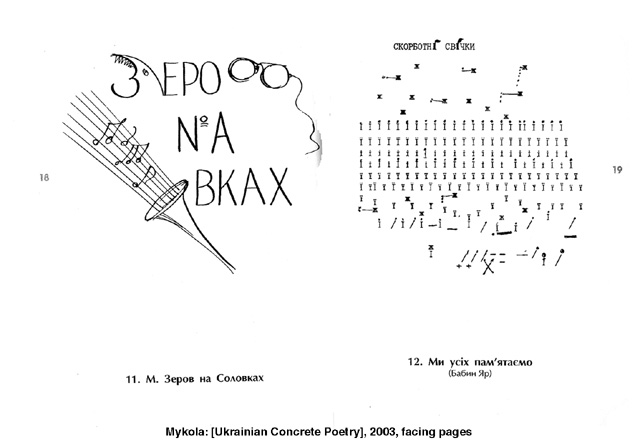 ЗЕРО
№А
ВКАХ
18
11. М. Зеров на Соловках
СКОРБОТНІ СВІЧКИ
19
12. Ми усіх пам'ятаємо
(Бабин Яр)
Mykola: [Ukrainian Concrete Poetry], 2003, facing pages